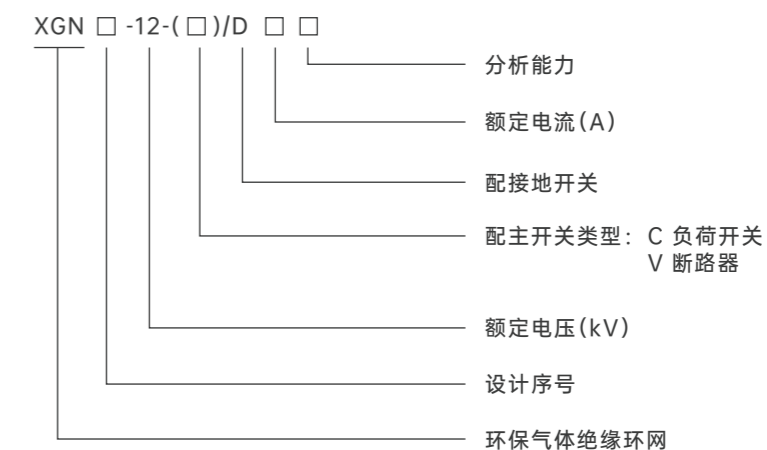 XGN □ -12-(□)/D □ □
分析能力
额定电流(A)
配接地开关
配主开关类型: C 负荷开关
V 断路器
额定电压(kV)
设计序号
环保气体绝缘环网